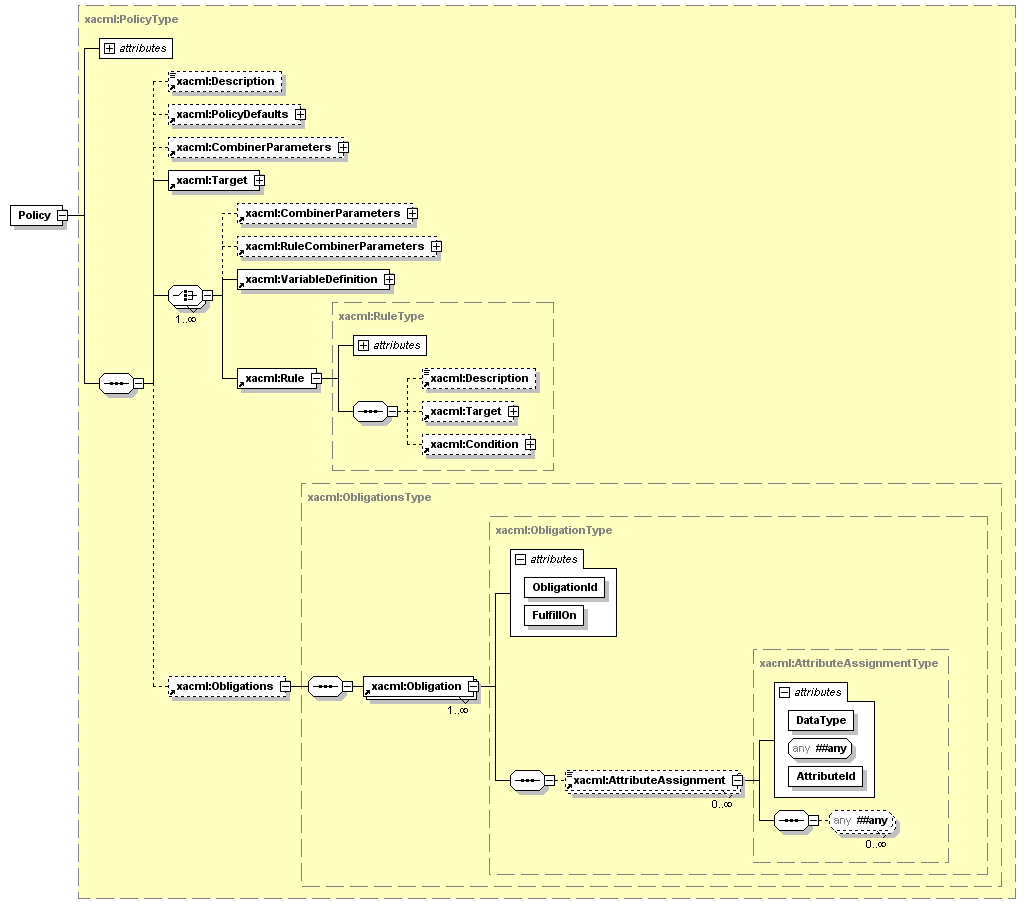 xacml:PolicyType
attributes
xacml:Description
xacml:PolicyDefaults
xacml:CombinerParameters
xacml:Target
Policy
xacml:CombinerParameters
xacml:RuleCombinerParameters
xacml:VariableDefinition
1..∞
xacml:RuleType
attributes
xacml:Rule
xacml:Description
xacml:Target
xacml:Condition
xacml:ObligationsType
xacml:ObligationType
attributes
ObligationId
FulfillOn
xacml:Obligations
xacml:Obligation
1..∞
xacml:AttributeAssignmentType
attributes
DataType
any ##any
AttributeId
xacml:AttributeAssignment
0..∞
any ##any
0..∞